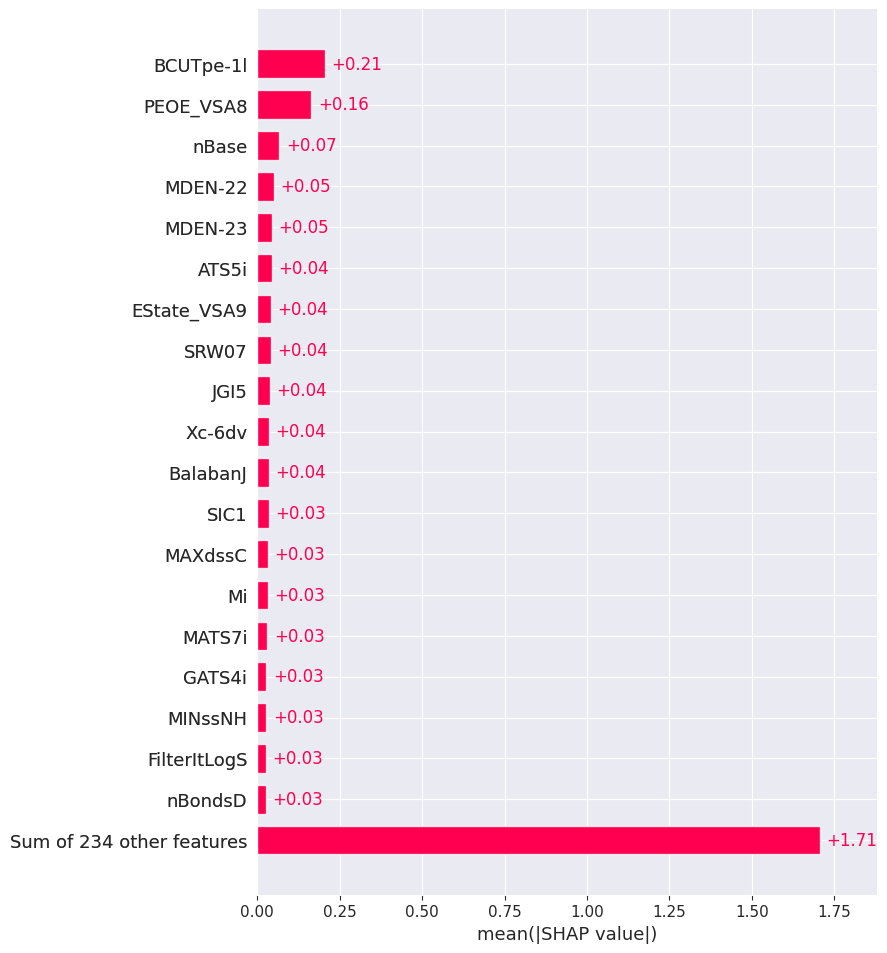 BCUTpe-1l +0.21
PEOE_VSA8 +0.16
nBase +0.07
MDEN-22 +0.05
MDEN-23 +0.05
ATS5i +0.04
EState_VSA9 +0.04
SRW07 +0.04
JGI5 +0.04
Xc-6dv +0.04
BalabanJ +0.04
SIC1 +0.03
MAXdssC +0.03
Mi +0.03
MATS7i +0.03
GATS4i +0.03
MINssNH +0.03
FilterItLogS +0.03
nBondsD +0.03
Sum of 234 other features +1.71
0.00 0.25 0.50 0.75 1.00 1.25 1.50 1.75
mean(|SHAP value|)